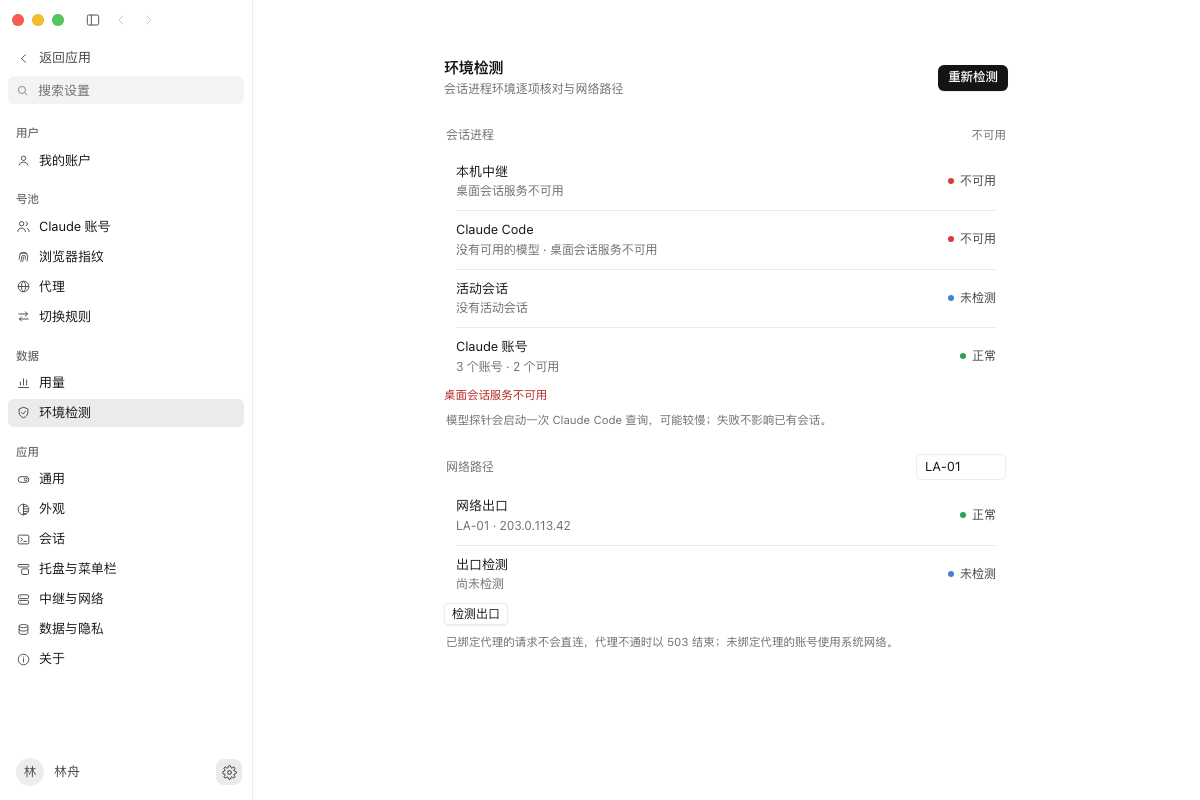 返回应用
搜索设置
用户
我的账户
号池
Claude 账号
浏览器指纹
代理
切换规则
数据
用量
环境检测
应用
通用
外观
会话
托盘与菜单栏
中继与网络
数据与隐私
关于
林 林舟
环境检测
会话进程环境逐项核对与网络路径
重新检测
会话进程 不可用
本机中继
桌面会话服务不可用
不可用
Claude Code
没有可用的模型 · 桌面会话服务不可用
不可用
活动会话
没有活动会话
未检测
Claude 账号
3 个账号 · 2 个可用
正常
桌面会话服务不可用
模型探针会启动一次 Claude Code 查询，可能较慢；失败不影响已有会话。
网络路径 LA-01
网络出口
LA-01 · 203.0.113.42
正常
出口检测
尚未检测
未检测
检测出口
已绑定代理的请求不会直连，代理不通时以 503 结束；未绑定代理的账号使用系统网络。